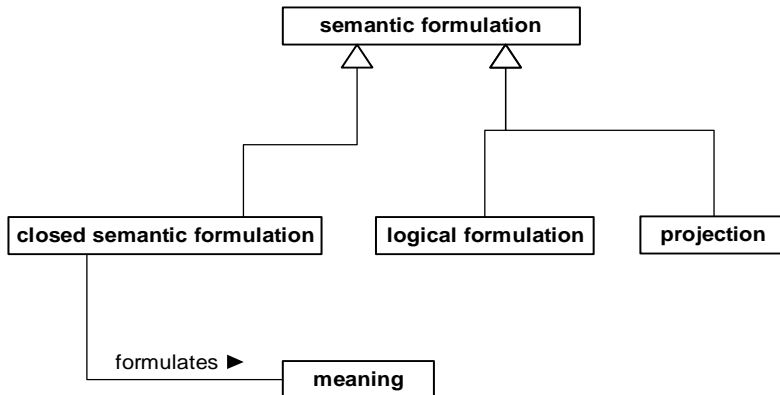 semantic formulation
closed semantic formulation
logical formulation
projection
formulates ►
meaning